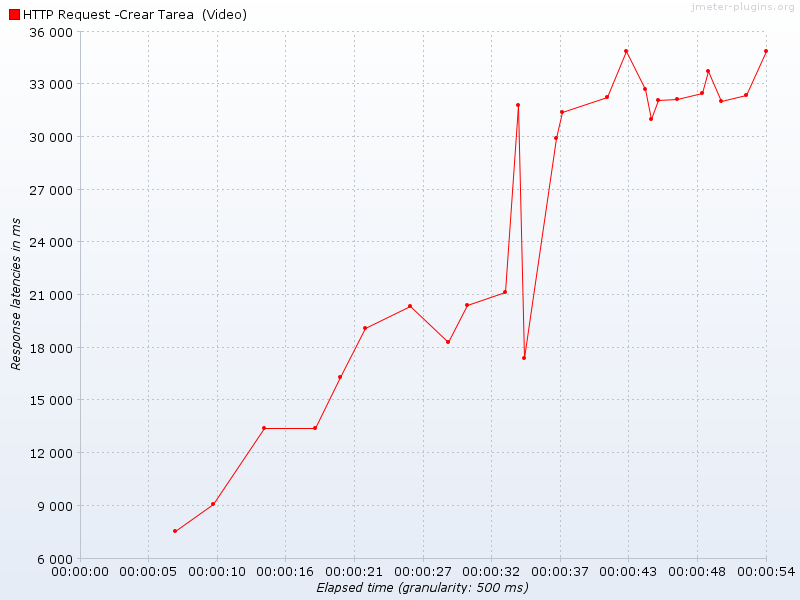 HTTP Request -Crear Tarea (Video)
jmeter-plugins.org
36 000
33 000
30 000
27 000
24 000
21 000
18 000
15 000
12 000
9 000
6 000
Response latencies in ms
00:00:00 00:00:05 00:00:10 00:00:16 00:00:21 00:00:27 00:00:32 00:00:37 00:00:43 00:00:48 00:00:54
Elapsed time (granularity: 500 ms)